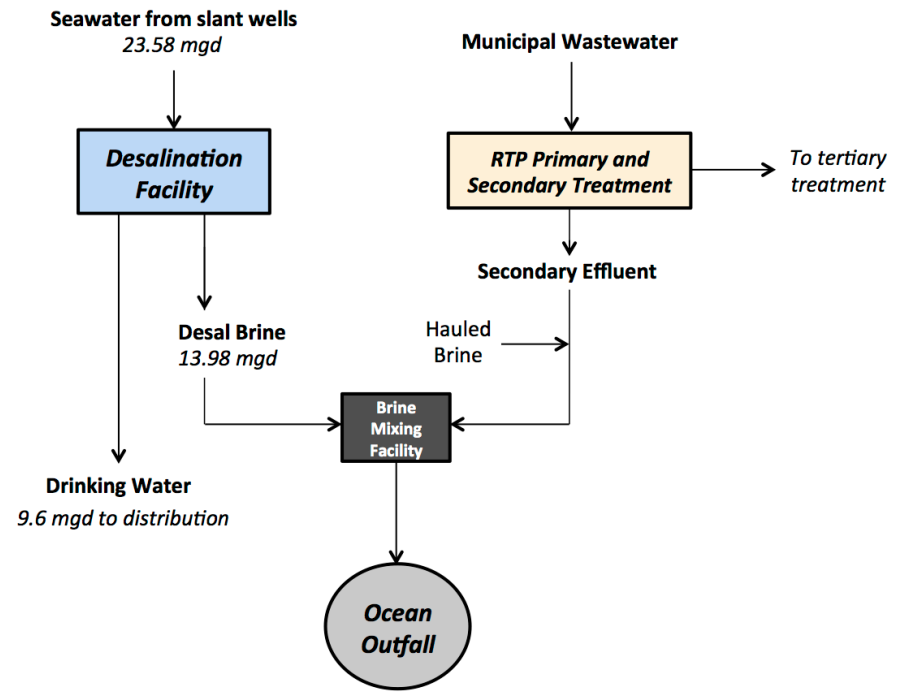 Seawater from slant wells
23.58 mgd
Municipal Wastewater
Desalination
Facility
RTP Primary and
Secondary Treatment
To tertiary
treatment
Secondary Effluent
Desal Brine
13.98 mgd
Hauled
Brine
Brine
Mixing
Facility
Drinking Water
9.6 mgd to distribution
Ocean
Outfall